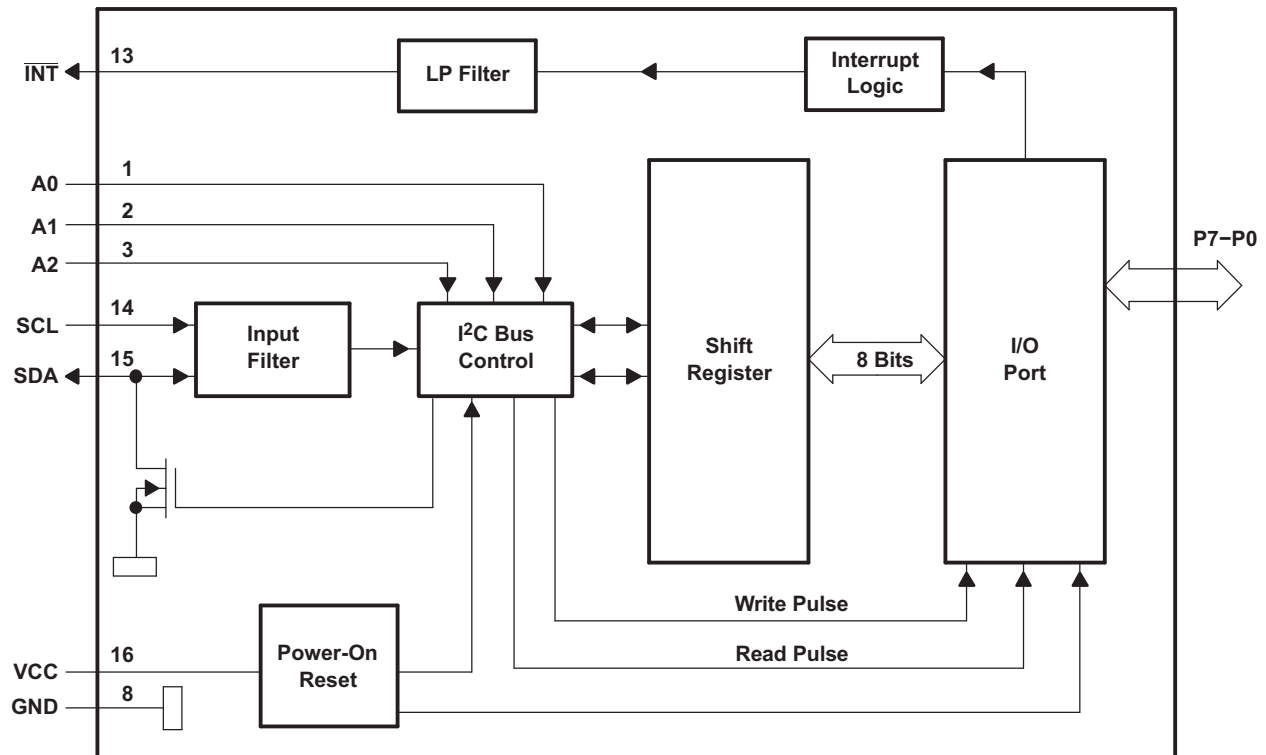 INT
13
LP Filter
Interrupt
Logic
A0
1
A1
2
A2
3
P7–P0
SCL
14
SDA
15
Input
Filter
I²C Bus
Control
Shift
Register
8 Bits
I/O
Port
Write Pulse
Read Pulse
Power-On
Reset
VCC
16
GND
8